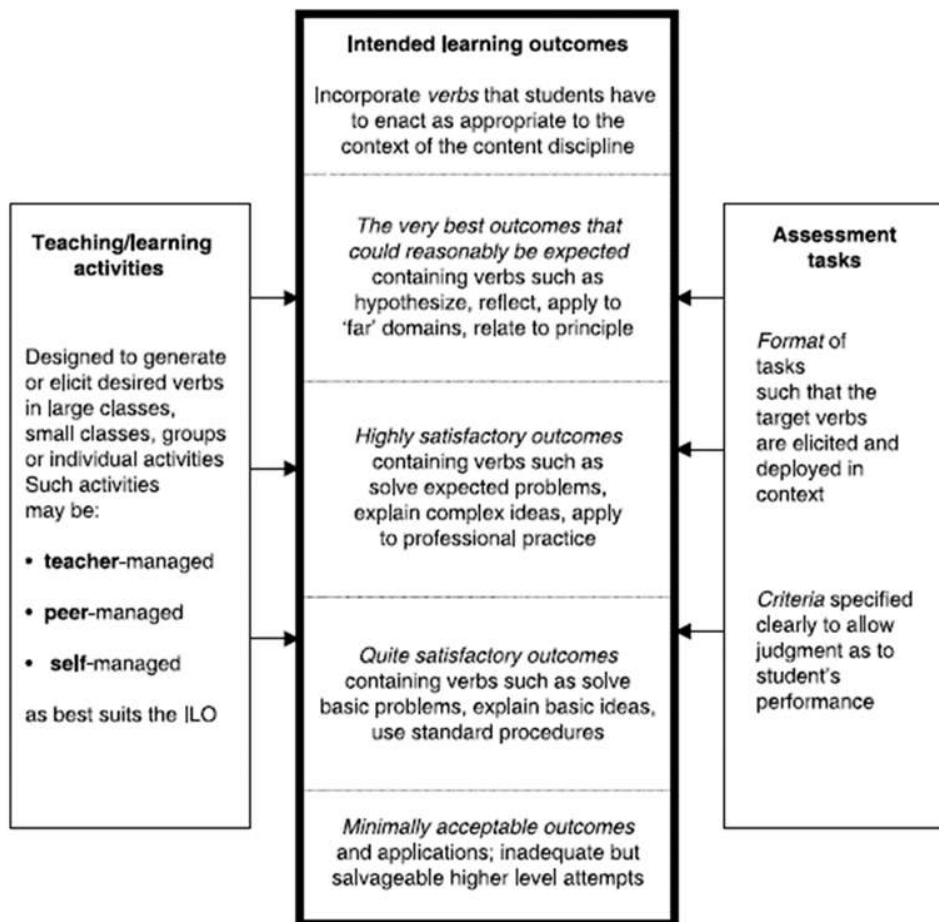 Intended learning outcomes
Incorporate verbs that students have
to enact as appropriate to the
context of the content discipline
Teaching/learning
activities
Designed to generate
or elicit desired verbs
in large classes,
small classes, groups
or individual activities
Such activities
may be:
• teacher-managed
• peer-managed
• self-managed
as best suits the ILO
The very best outcomes that
could reasonably be expected
containing verbs such as
hypothesize, reflect, apply to
‘far’ domains, relate to principle
Highly satisfactory outcomes
containing verbs such as
solve expected problems,
explain complex ideas, apply
to professional practice
Quite satisfactory outcomes
containing verbs such as solve
basic problems, explain basic ideas,
use standard procedures
Minimally acceptable outcomes
and applications; inadequate but
salvageable higher level attempts
Assessment
tasks
Format of
tasks
such that the
target verbs
are elicited and
deployed in
context
Criteria specified
clearly to allow
judgment as to
student’s
performance